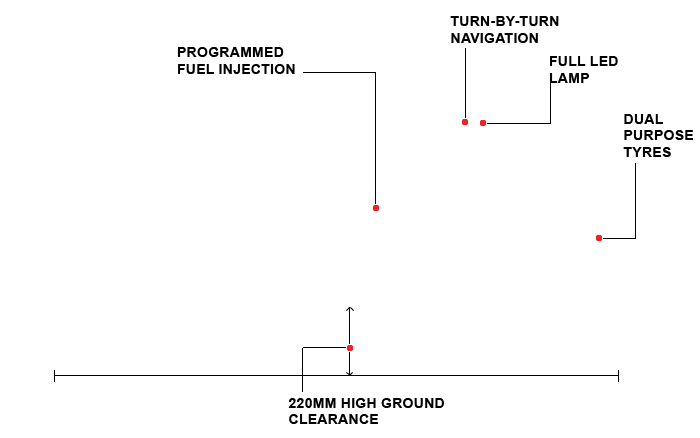 TURN-BY-TURN
NAVIGATION
PROGRAMMED
FUEL INJECTION
FULL LED
LAMP
DUAL
PURPOSE
TYRES
220MM HIGH GROUND
CLEARANCE